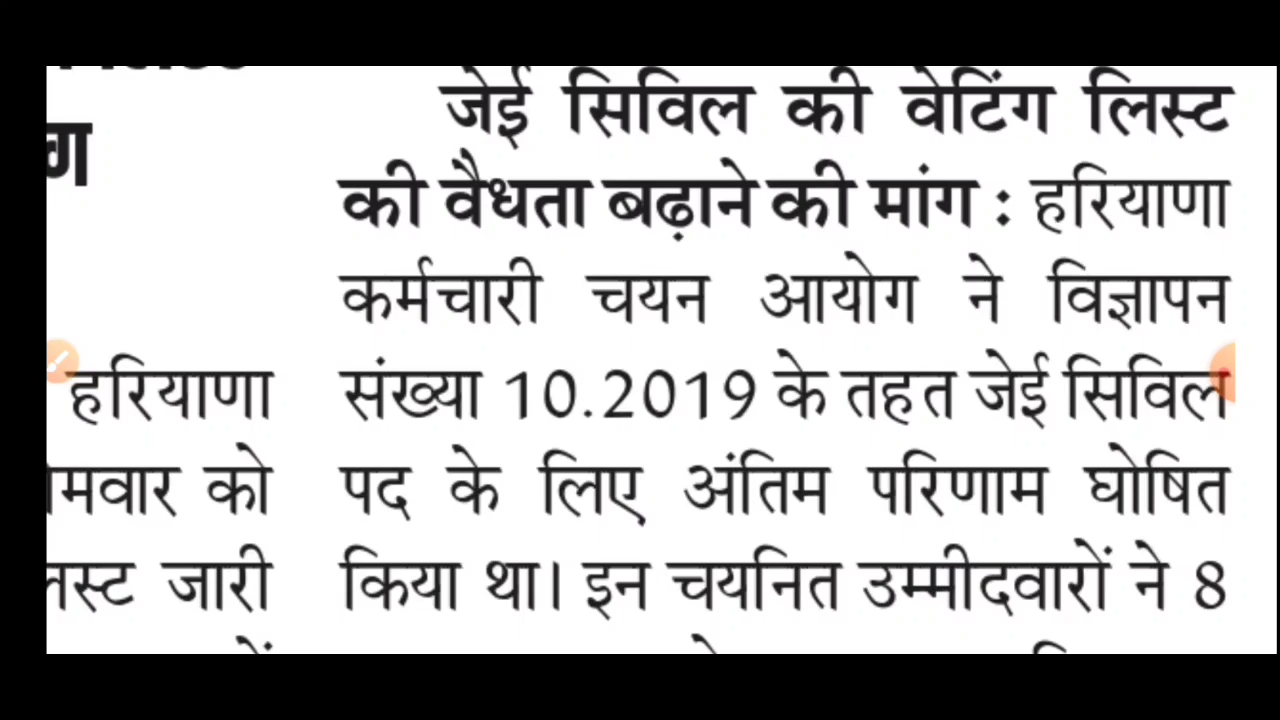 ग
हरियाणा
को
जारी
जेई सिविल की वेटिंग लिस्ट
की वैधता बढ़ाने की मांग : हरियाणा
कर्मचारी चयन आयोग ने विज्ञापन
संख्या 10.2019 के तहत जेई सिविल
पद के लिए अंतिम परिणाम घोषित
किया था। इन चयनित उम्मीदवारों ने 8